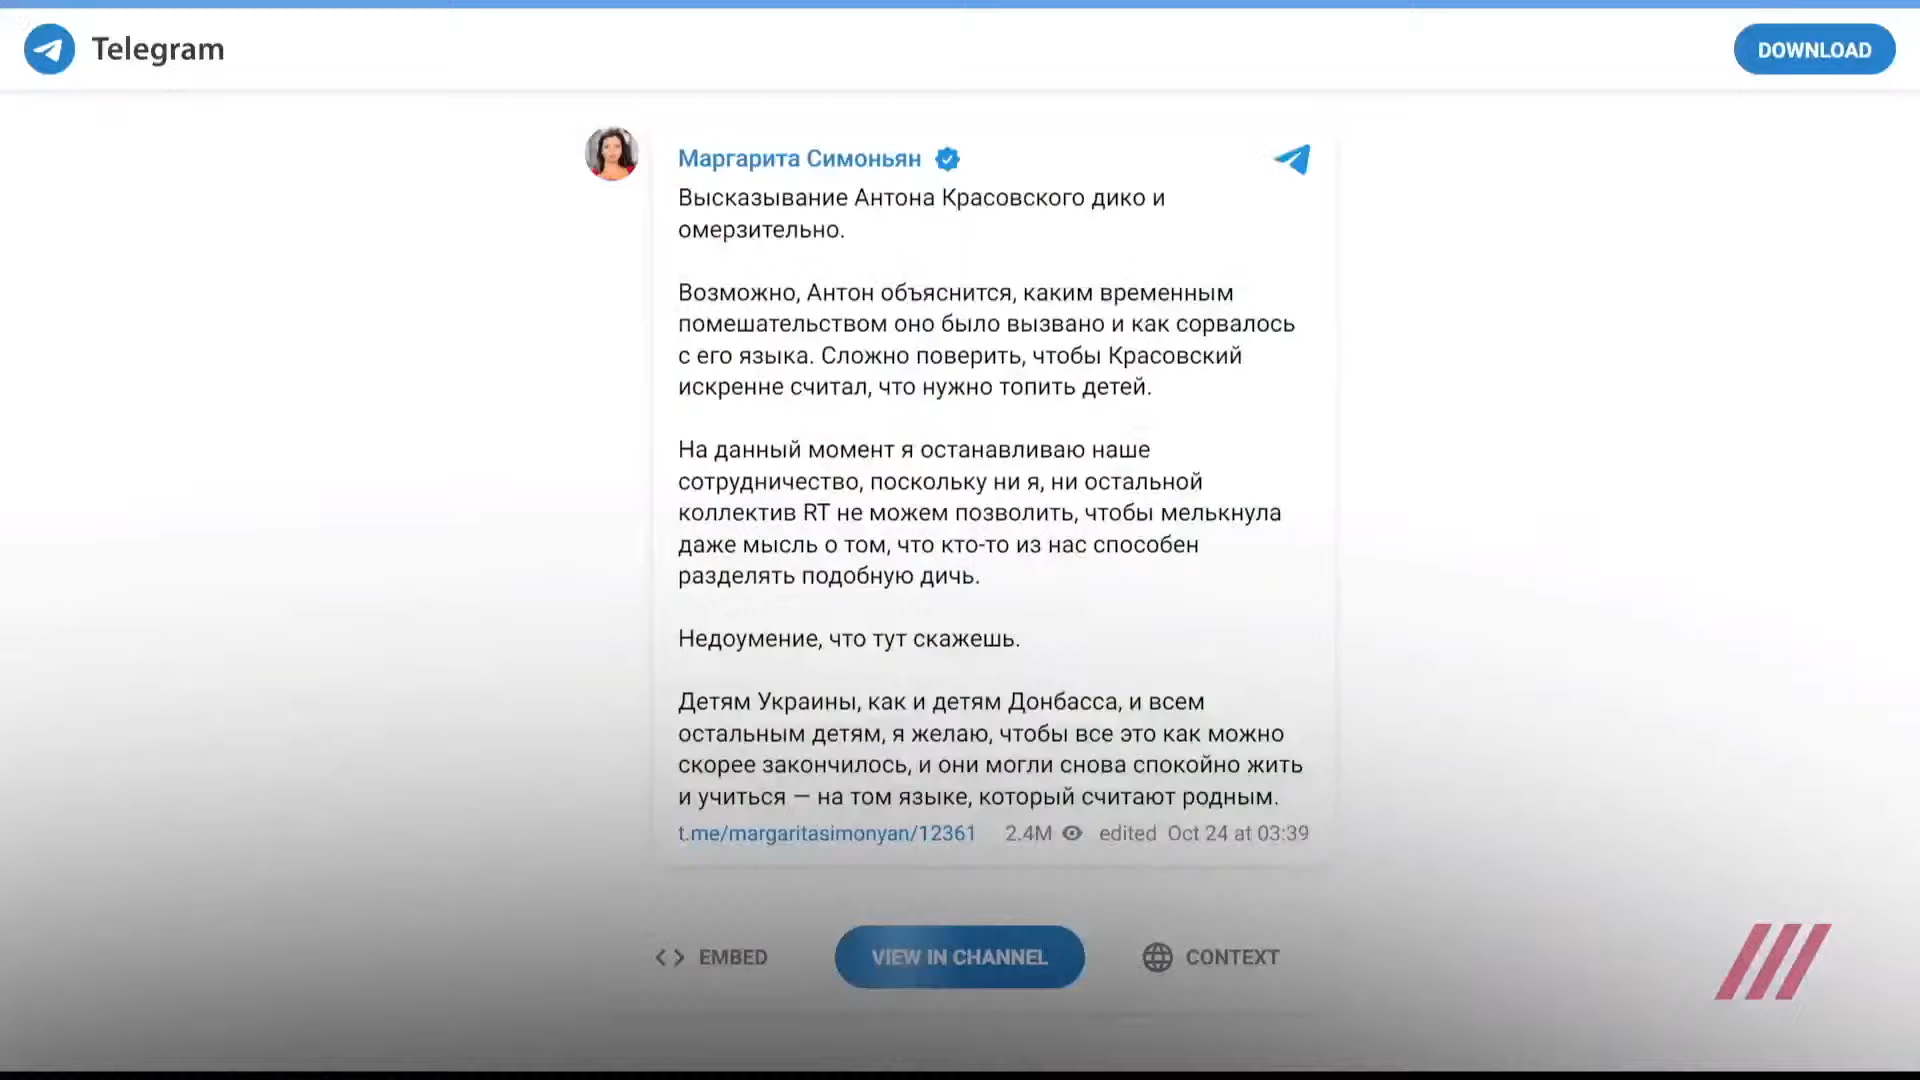 Telegram
DOWNLOAD
Маргарита Симоньян
Высказывание Антона Красовского дико и
омерзительно.
Возможно, Антон объяснится, каким временным
помешательством оно было вызвано и как сорвалось
с его языка. Сложно поверить, чтобы Красовский
искренне считал, что нужно топить детей.
На данный момент я останавливаю наше
сотрудничество, поскольку ни я, ни остальной
коллектив RT не можем позволить, чтобы мелькнула
даже мысль о том, что кто-то из нас способен
разделять подобную дичь.
Недоумение, что тут скажешь.
Детям Украины, как и детям Донбасса, и всем
остальным детям, я желаю, чтобы все это как можно
скорее закончилось, и они могли снова спокойно жить
и учиться — на том языке, который считают родным.
t.me/margaritasimonyan/12361 2.4M edited Oct 24 at 03:39
EMBED VIEW IN CHANNEL CONTEXT